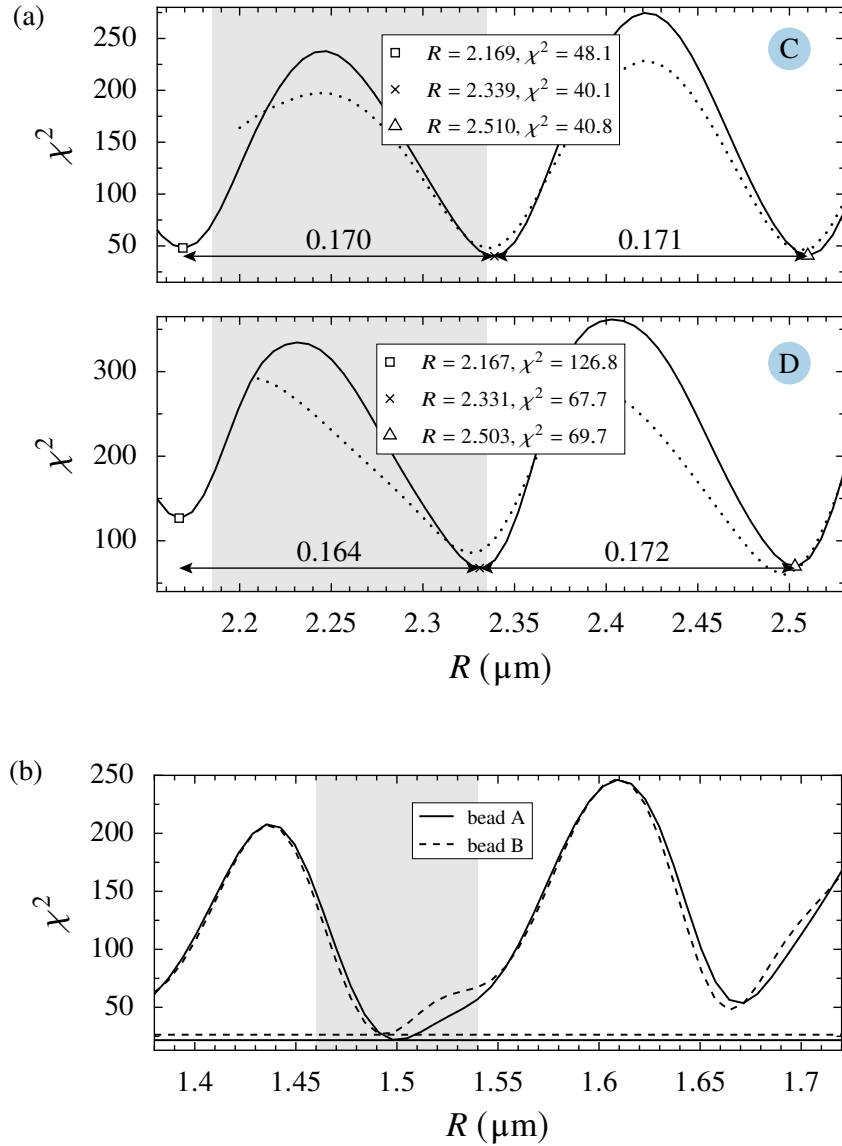 (a)
C
χ²
250
200
150
100
50
R = 2.169, χ² = 48.1
R = 2.339, χ² = 40.1
R = 2.510, χ² = 40.8
0.170 0.171
D
χ²
300
200
100
R = 2.167, χ² = 126.8
R = 2.331, χ² = 67.7
R = 2.503, χ² = 69.7
0.164 0.172
2.2 2.25 2.3 2.35 2.4 2.45 2.5
R (μm)
(b)
χ²
250
200
150
100
50
bead A
bead B
1.4 1.45 1.5 1.55 1.6 1.65 1.7
R (μm)